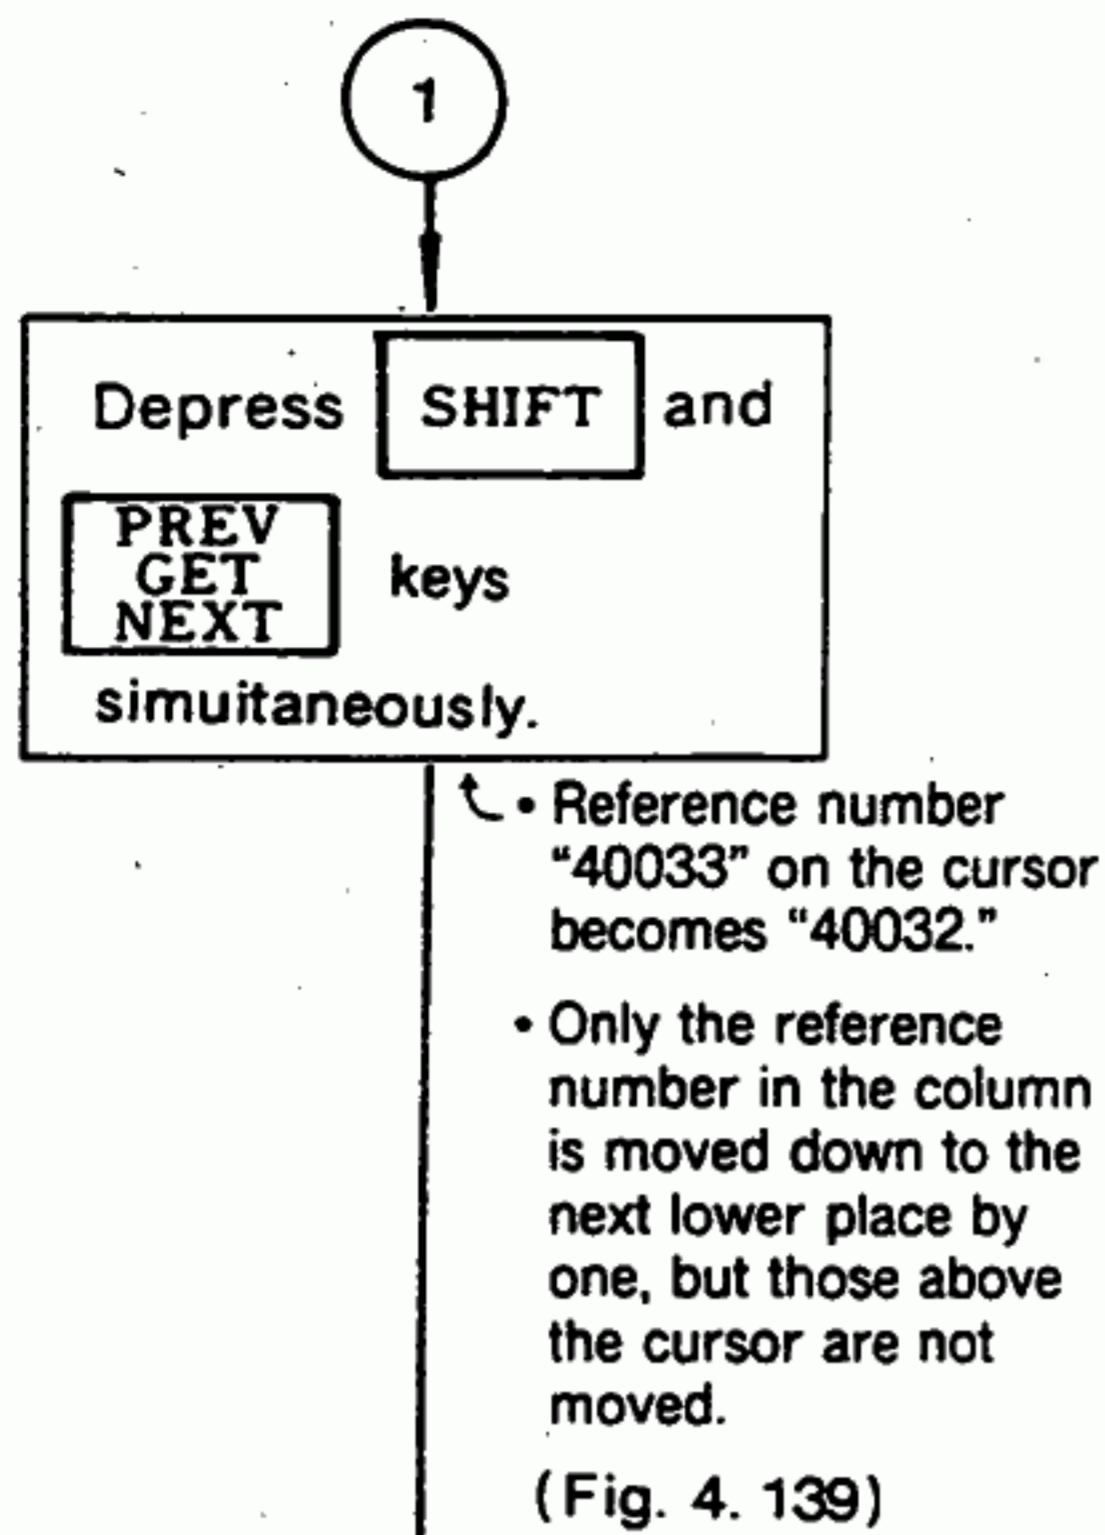 1
Depress SHIFT and
PREV
GET
NEXT
keys
simultaneously.
• Reference number
“40033” on the cursor
becomes “40032.”
• Only the reference
number in the column
is moved down to the
next lower place by
one, but those above
the cursor are not
moved.
(Fig. 4. 139)